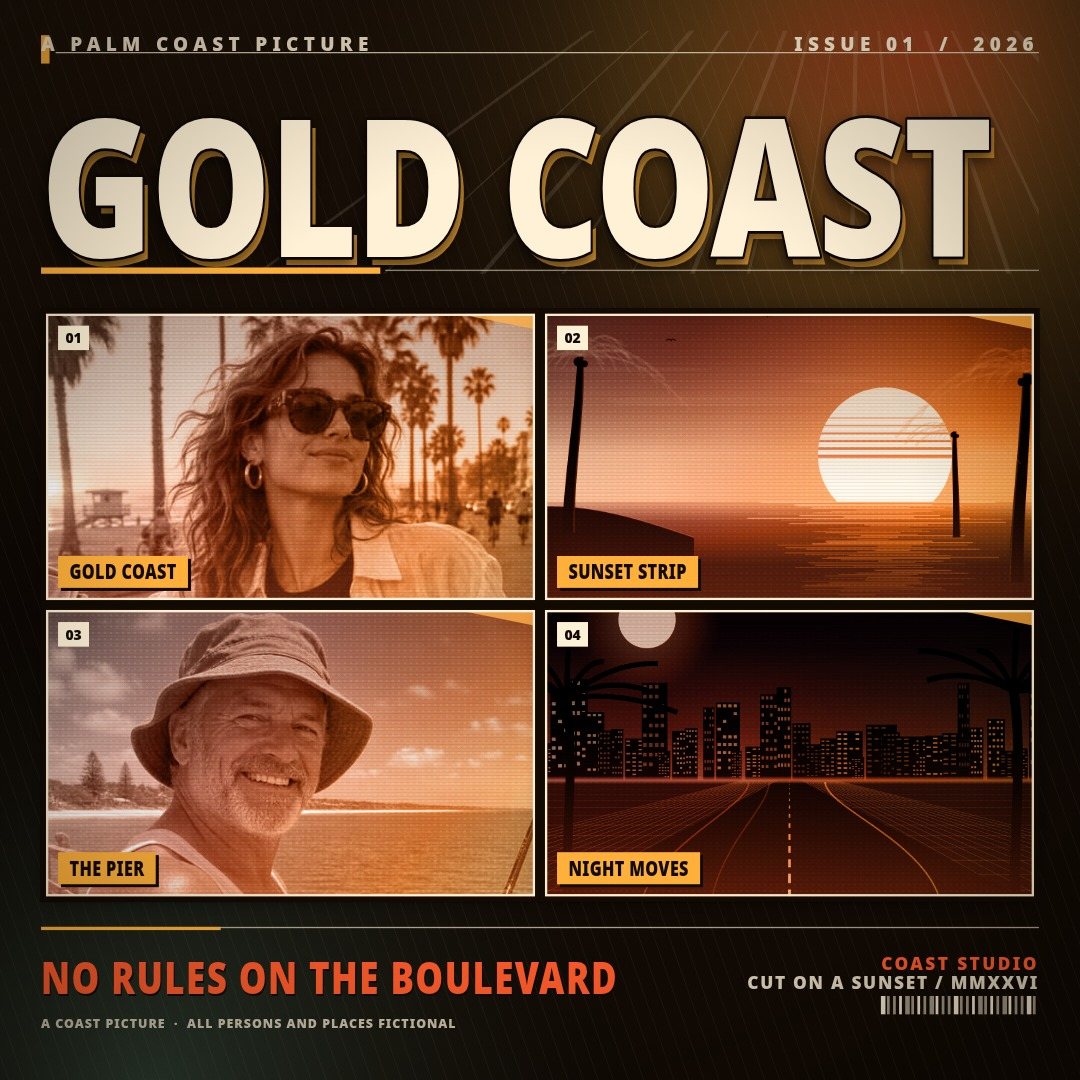 A PALM COAST PICTURE
ISSUE 01 / 2026
GOLD COAST
01
GOLD COAST
02
SUNSET STRIP
03
THE PIER
04
NIGHT MOVES
NO RULES ON THE BOULEVARD
A COAST PICTURE · ALL PERSONS AND PLACES FICTIONAL
COAST STUDIO
CUT ON A SUNSET / MMXXVI